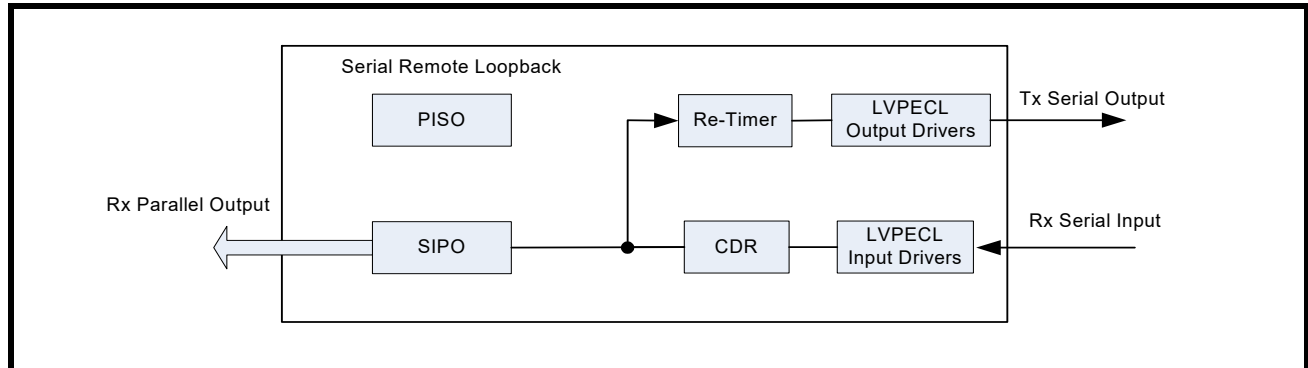 Serial Remote Loopback
PISO
Re-Timer
LVPECL
Output Drivers
Tx Serial Output
Rx Parallel Output
SIPO
CDR
LVPECL
Input Drivers
Rx Serial Input